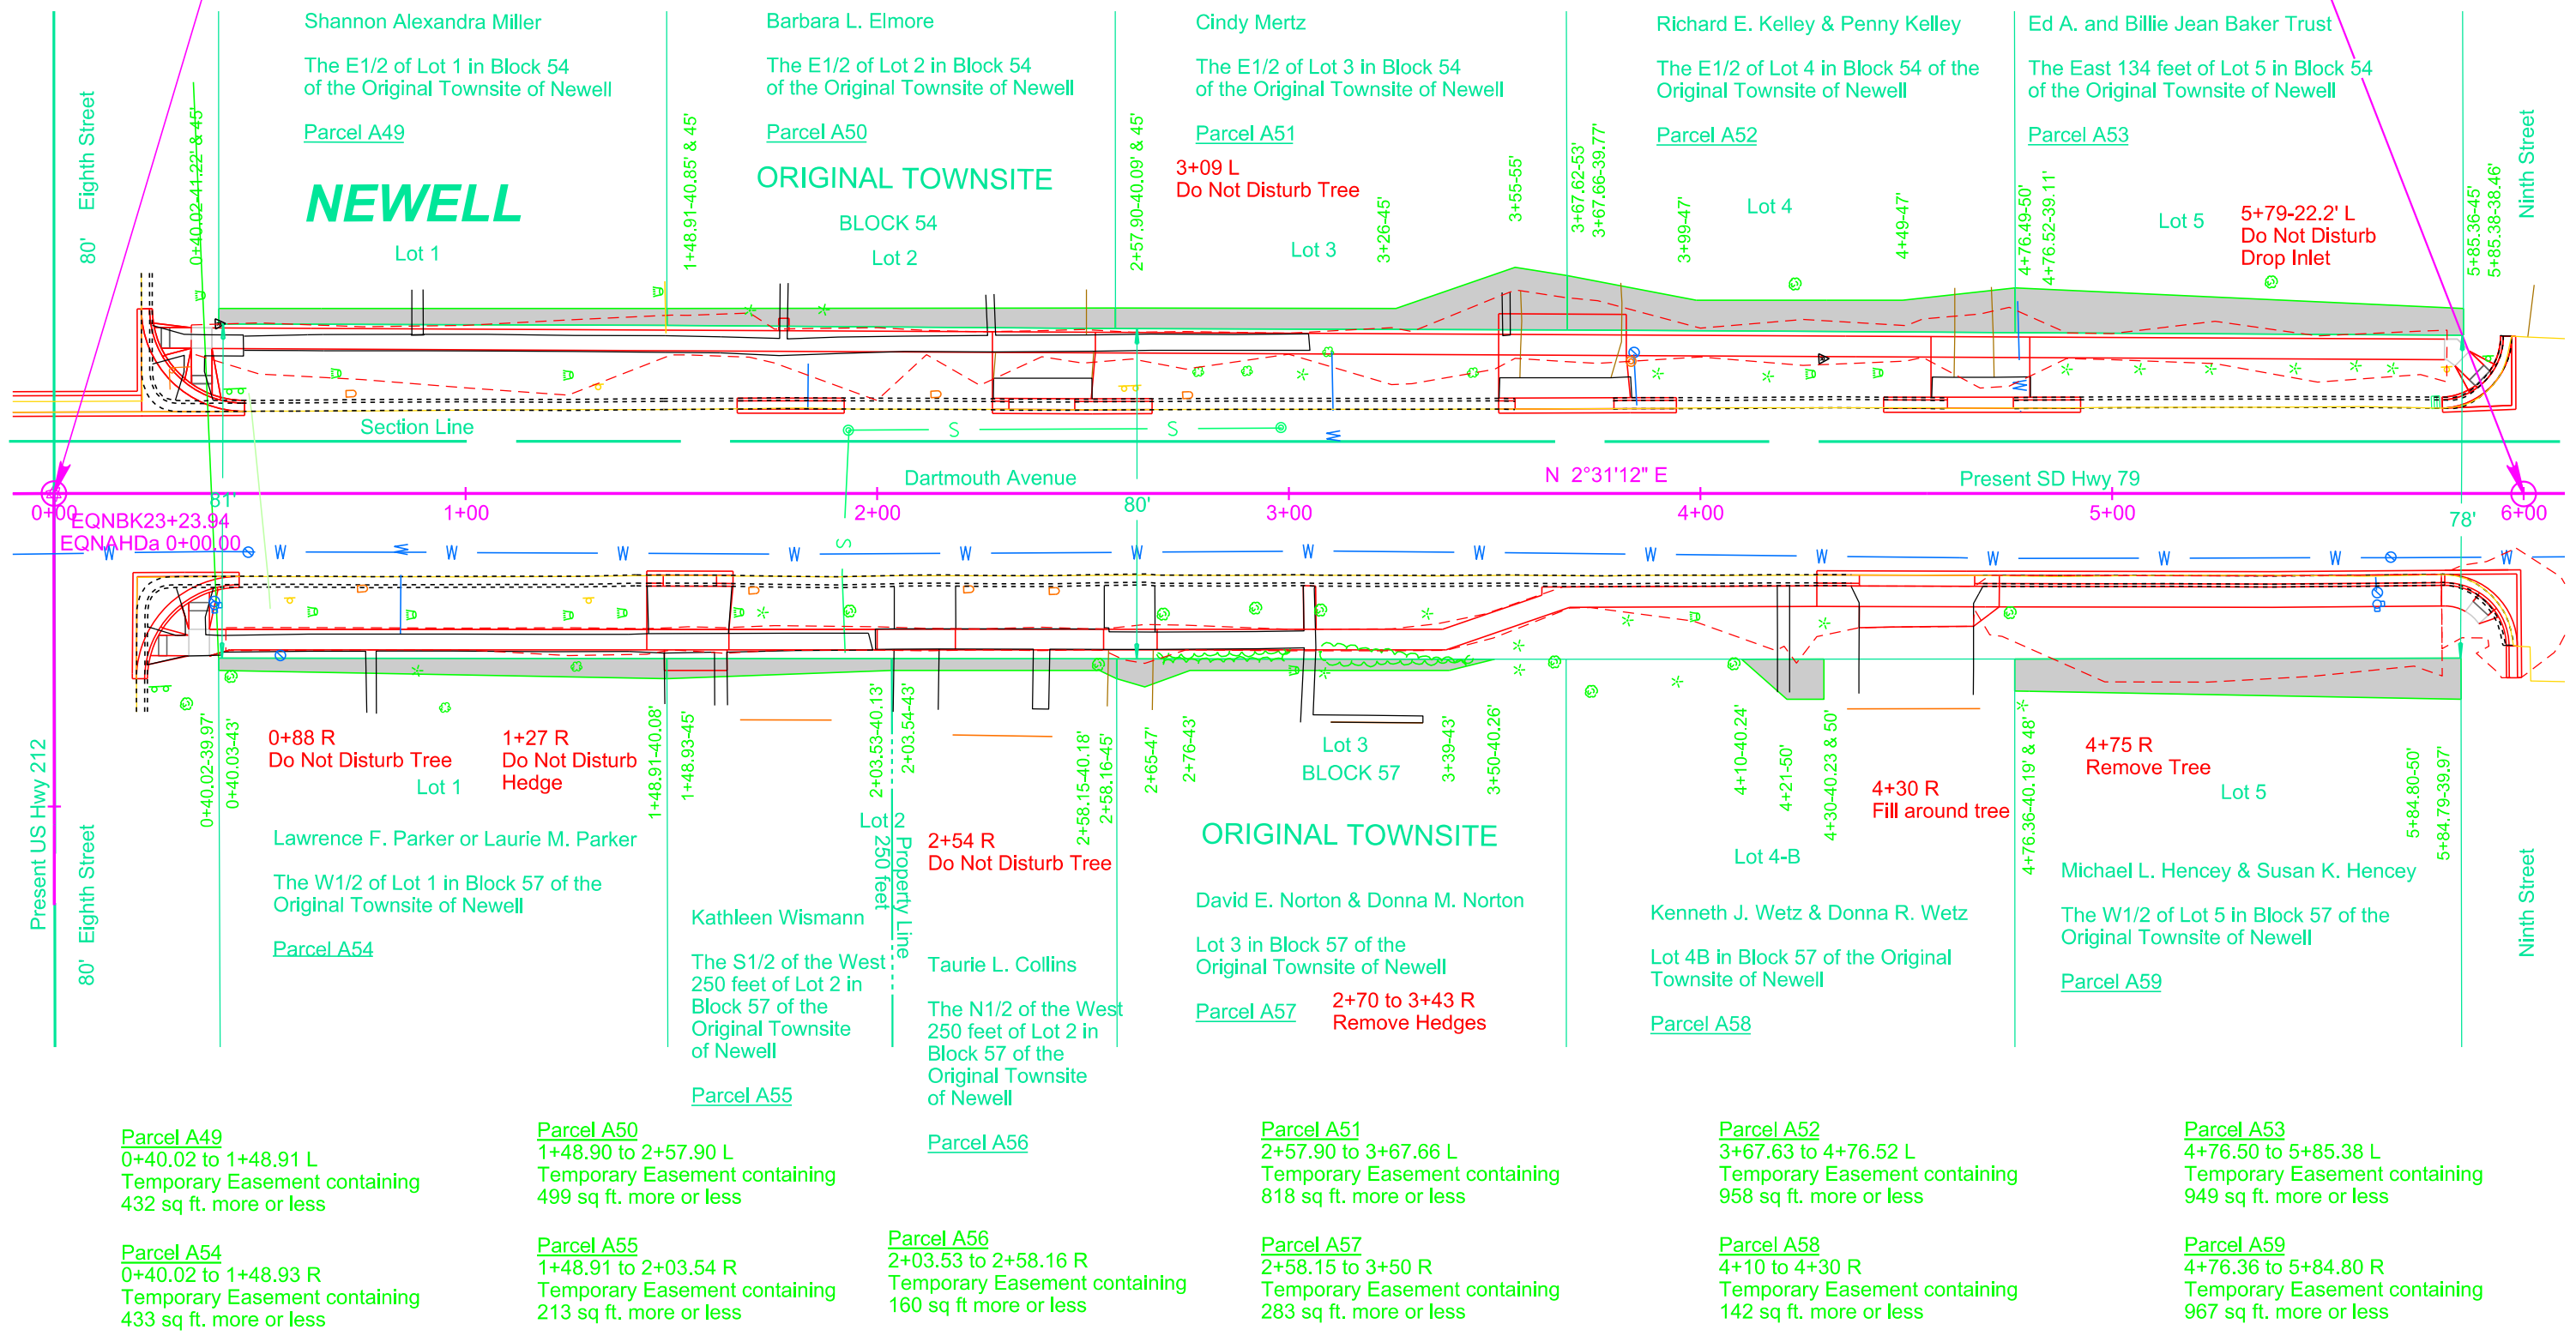 Shannon Alexandra Miller
The E1/2 of Lot 1 in Block 54
of the Original Townsite of Newell
Parcel A49
Barbara L. Elmore
The E1/2 of Lot 2 in Block 54
of the Original Townsite of Newell
Parcel A50
Cindy Mertz
The E1/2 of Lot 3 in Block 54
of the Original Townsite of Newell
Parcel A51
Richard E. Kelley & Penny Kelley
The E1/2 of Lot 4 in Block 54 of the
Original Townsite of Newell
Parcel A52
Ed A. and Billie Jean Baker Trust
The East 134 feet of Lot 5 in Block 54
of the Original Townsite of Newell
Parcel A53
80' Eighth Street
0+40.02-41.22' & 45'
NEWELL
Lot 1
1+48.91-40.85' & 45'
ORIGINAL TOWNSITE
BLOCK 54
Lot 2
2+57.90-40.09' & 45'
3+09 L
Do Not Disturb Tree
Lot 3
3+26-45'
3+55-55'
3+67.62-53'
3+67.66-39.77'
3+99-47'
Lot 4
4+49-47'
4+76.49-50'
4+76.52-39.11'
Lot 5
5+79-22.2' L
Do Not Disturb
Drop Inlet
5+85.36-45'
5+85.38-38.46'
Ninth Street
Section Line
S S
W
W
Dartmouth Avenue
N 2°31'12" E
Present SD Hwy 79
81'
80'
78'
0+00
1+00
2+00
3+00
4+00
5+00
6+00
EQNBK23+23.94
EQNAHDa 0+00.00
S
W W W W W W W W W W W W W W W W
Present US Hwy 212
80' Eighth Street
0+40.02-39.97'
0+40.03-43'
0+88 R
Do Not Disturb Tree
Lot 1
1+27 R
Do Not Disturb
Hedge
1+48.91-40.08'
1+48.93-45'
2+03.53-40.13'
2+03.54-43'
Lot 2
Property Line
250 feet
2+54 R
Do Not Disturb Tree
2+58.15-40.18'
2+58.16-45'
2+65-47'
2+76-43'
Lot 3
BLOCK 57
3+39-43'
3+50-40.26'
ORIGINAL TOWNSITE
4+10-40.24'
4+21-50'
4+30-40.23 & 50'
Lot 4-B
4+30 R
Fill around tree
4+76.36-40.19' & 48'
4+75 R
Remove Tree
Lot 5
5+84.80-50'
5+84.79-39.97'
Ninth Street
Lawrence F. Parker or Laurie M. Parker
The W1/2 of Lot 1 in Block 57 of the
Original Townsite of Newell
Parcel A54
Kathleen Wismann
The S1/2 of the West
250 feet of Lot 2 in
Block 57 of the
Original Townsite
of Newell
Parcel A55
Taurie L. Collins
The N1/2 of the West
250 feet of Lot 2 in
Block 57 of the
Original Townsite
of Newell
Parcel A56
David E. Norton & Donna M. Norton
Lot 3 in Block 57 of the
Original Townsite of Newell
Parcel A57
2+70 to 3+43 R
Remove Hedges
Kenneth J. Wetz & Donna R. Wetz
Lot 4B in Block 57 of the Original
Townsite of Newell
Parcel A58
Michael L. Hencey & Susan K. Hencey
The W1/2 of Lot 5 in Block 57 of the
Original Townsite of Newell
Parcel A59
Parcel A49
0+40.02 to 1+48.91 L
Temporary Easement containing
432 sq ft. more or less
Parcel A50
1+48.90 to 2+57.90 L
Temporary Easement containing
499 sq ft. more or less
Parcel A51
2+57.90 to 3+67.66 L
Temporary Easement containing
818 sq ft. more or less
Parcel A52
3+67.63 to 4+76.52 L
Temporary Easement containing
958 sq ft. more or less
Parcel A53
4+76.50 to 5+85.38 L
Temporary Easement containing
949 sq ft. more or less
Parcel A54
0+40.02 to 1+48.93 R
Temporary Easement containing
433 sq ft. more or less
Parcel A55
1+48.91 to 2+03.54 R
Temporary Easement containing
213 sq ft. more or less
Parcel A56
2+03.53 to 2+58.16 R
Temporary Easement containing
160 sq ft more or less
Parcel A57
2+58.15 to 3+50 R
Temporary Easement containing
283 sq ft. more or less
Parcel A58
4+10 to 4+30 R
Temporary Easement containing
142 sq ft. more or less
Parcel A59
4+76.36 to 5+84.80 R
Temporary Easement containing
967 sq ft. more or less